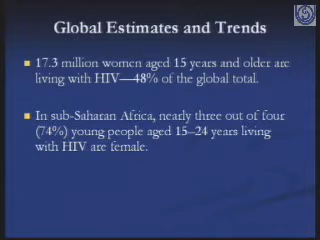 Global Estimates and Trends
17.3 million women aged 15 years and older are
living with HIV—48% of the global total.
In sub-Saharan Africa, nearly three out of four
(74%) young people aged 15–24 years living
with HIV are female.